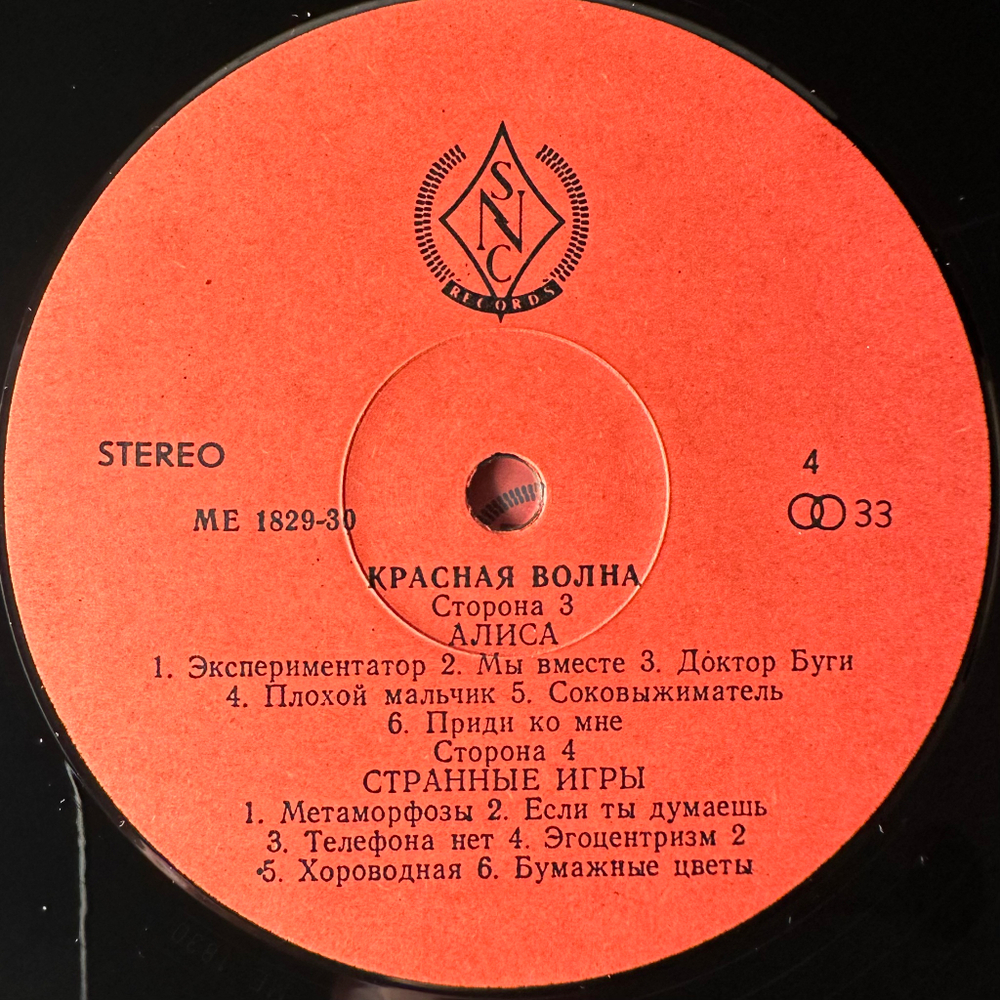 SNC
RECORDS
STEREO
4
ME 1829-30
33
КРАСНАЯ ВОЛНА
Сторона 3
АЛИСА
1. Экспериментатор 2. Мы вместе 3. Доктор Буги
4. Плохой мальчик 5. Соковыжиматель
6. Приди ко мне
Сторона 4
СТРАННЫЕ ИГРЫ
1. Метаморфозы 2. Если ты думаешь
3. Телефона нет 4. Эгоцентризм 2
5. Хороводная 6. Бумажные цветы